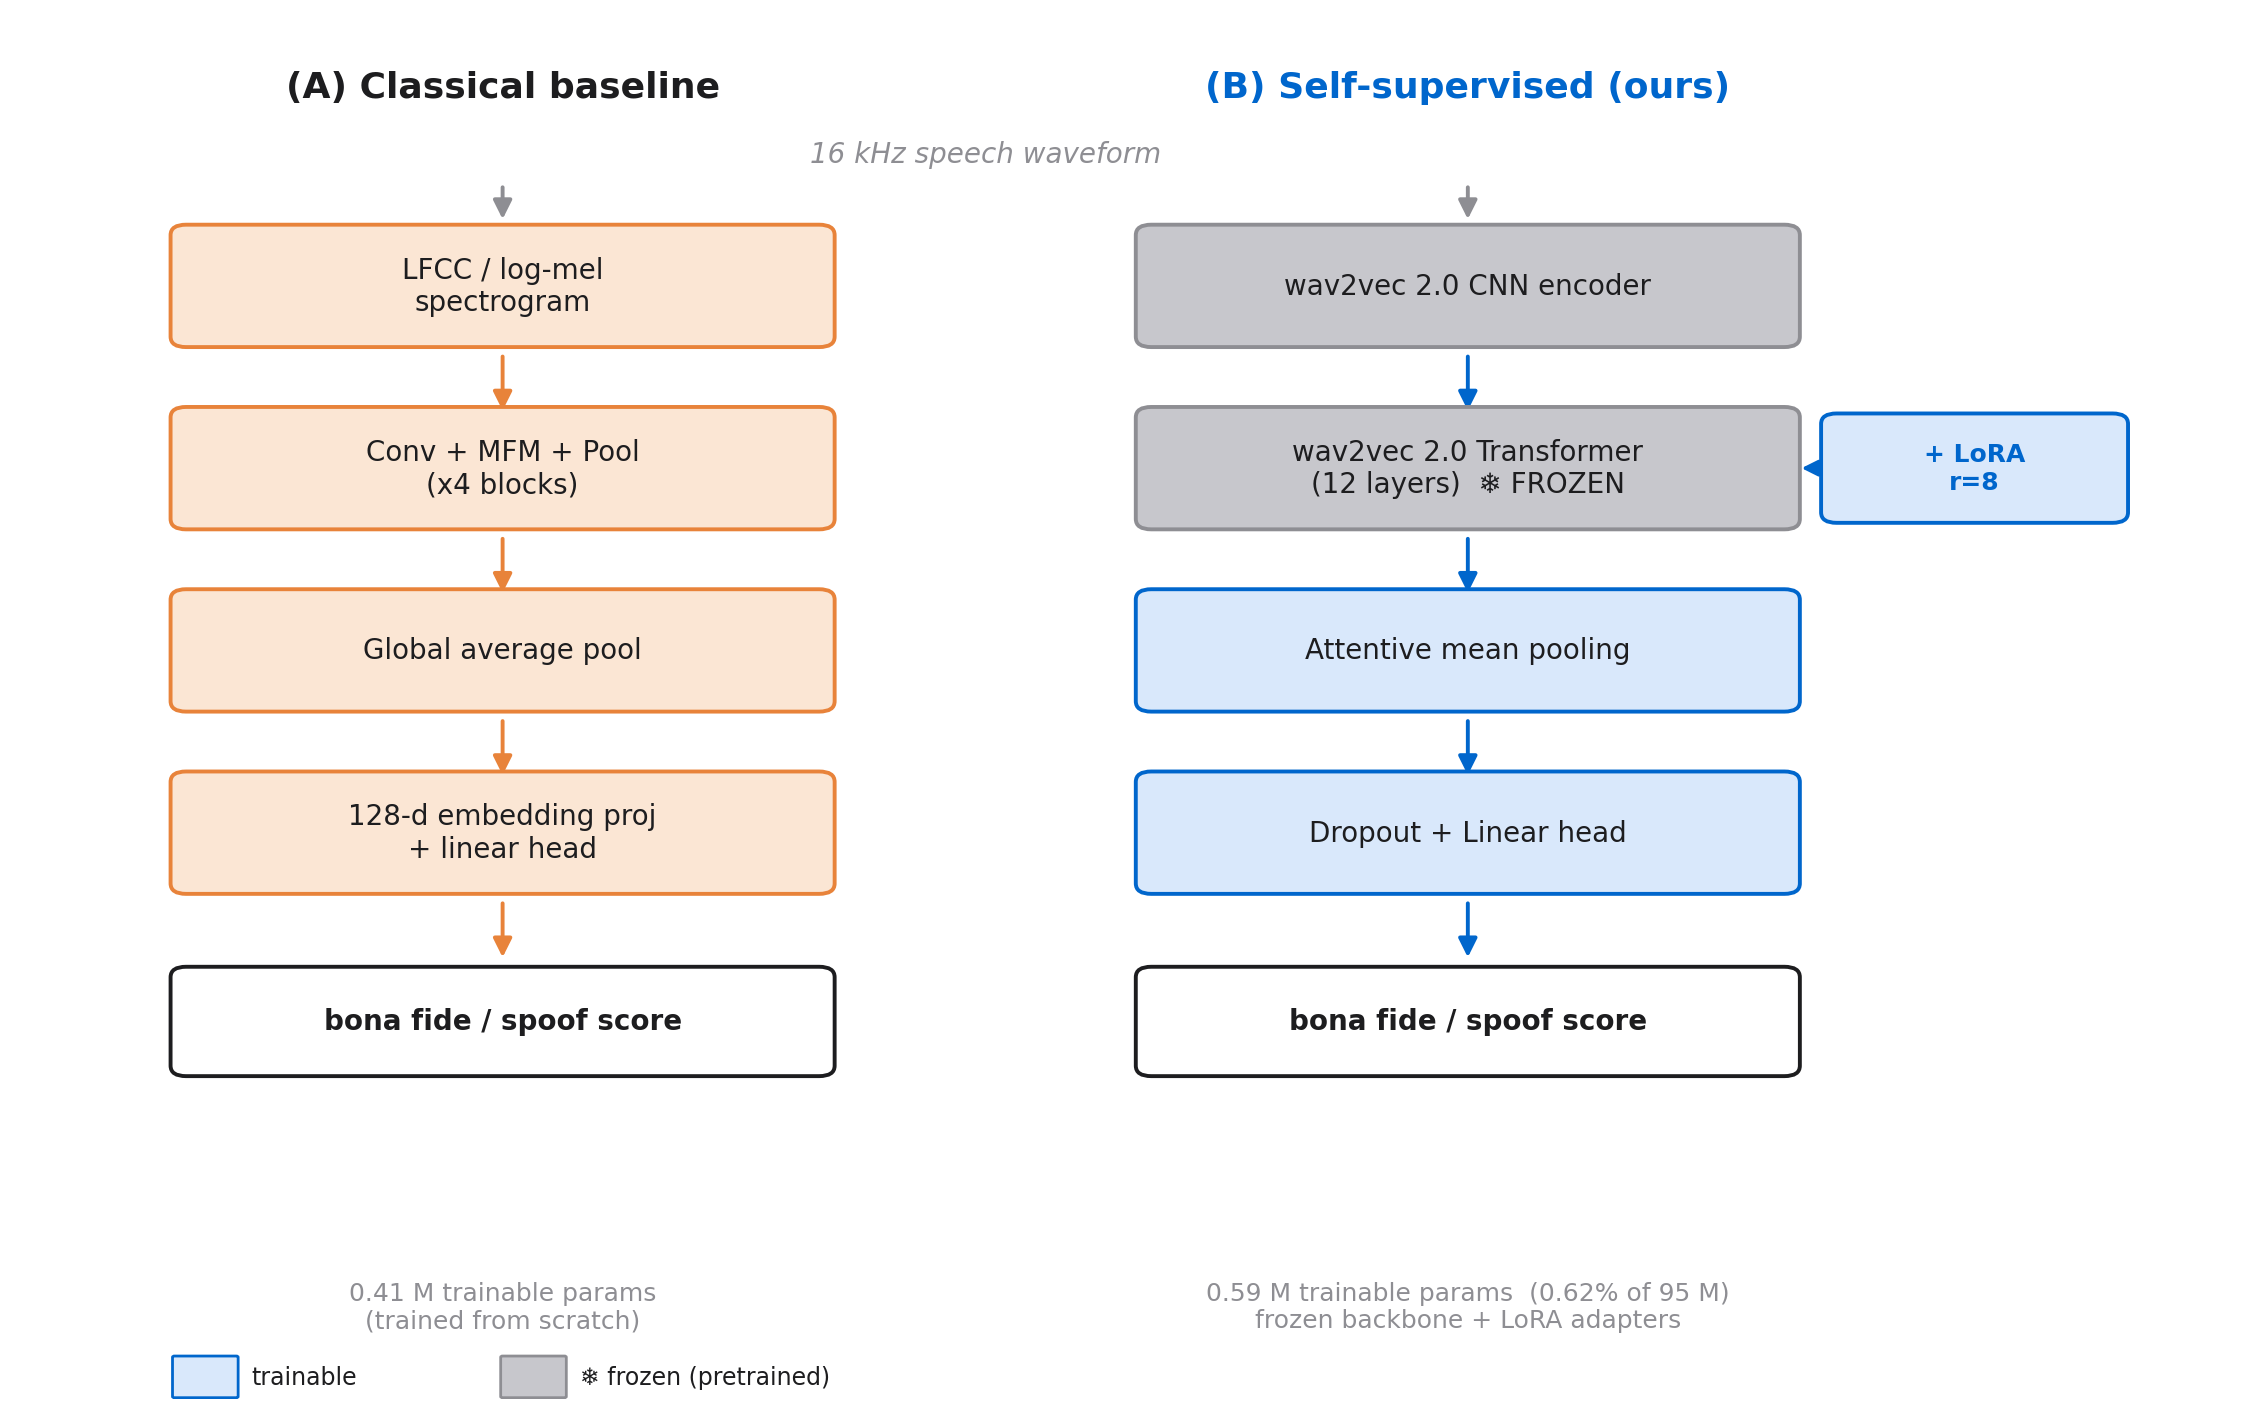 (A) Classical baseline
(B) Self-supervised (ours)
16 kHz speech waveform
LFCC / log-mel
spectrogram
Conv + MFM + Pool
(x4 blocks)
Global average pool
128-d embedding proj
+ linear head
bona fide / spoof score
wav2vec 2.0 CNN encoder
wav2vec 2.0 Transformer
(12 layers) ❄ FROZEN
+ LoRA
r=8
Attentive mean pooling
Dropout + Linear head
bona fide / spoof score
0.41 M trainable params
(trained from scratch)
0.59 M trainable params (0.62% of 95 M)
frozen backbone + LoRA adapters
trainable
❄ frozen (pretrained)